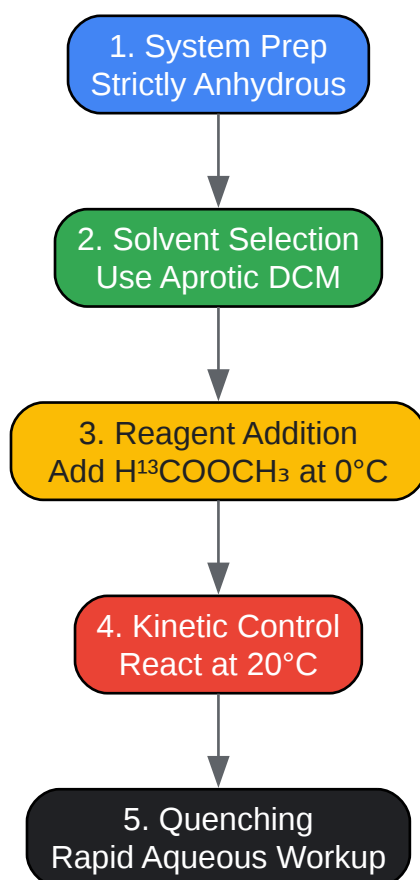 1. System Prep
Strictly Anhydrous
2. Solvent Selection
Use Aprotic DCM
3. Reagent Addition
Add H¹³COOCH₃ at 0°C
4. Kinetic Control
React at 20°C
5. Quenching
Rapid Aqueous Workup